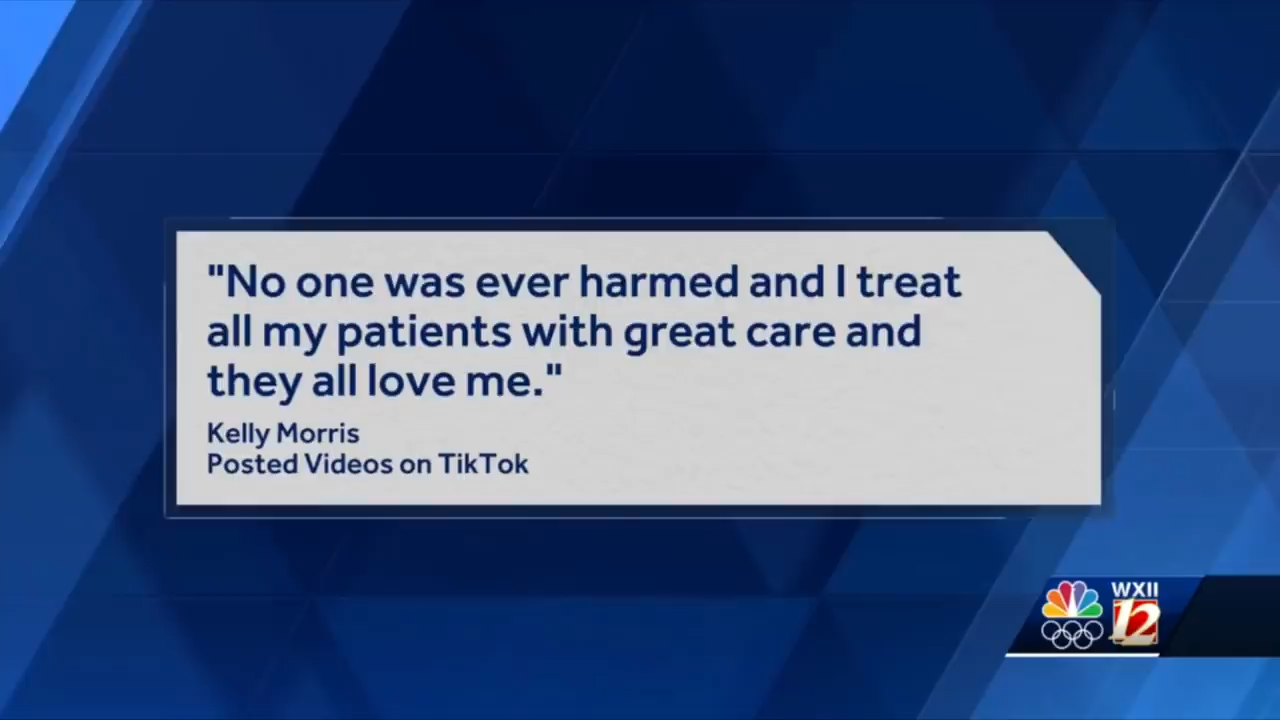 "No one was ever harmed and I treat
all my patients with great care and
they all love me."
Kelly Morris
Posted Videos on TikTok
WXII
12